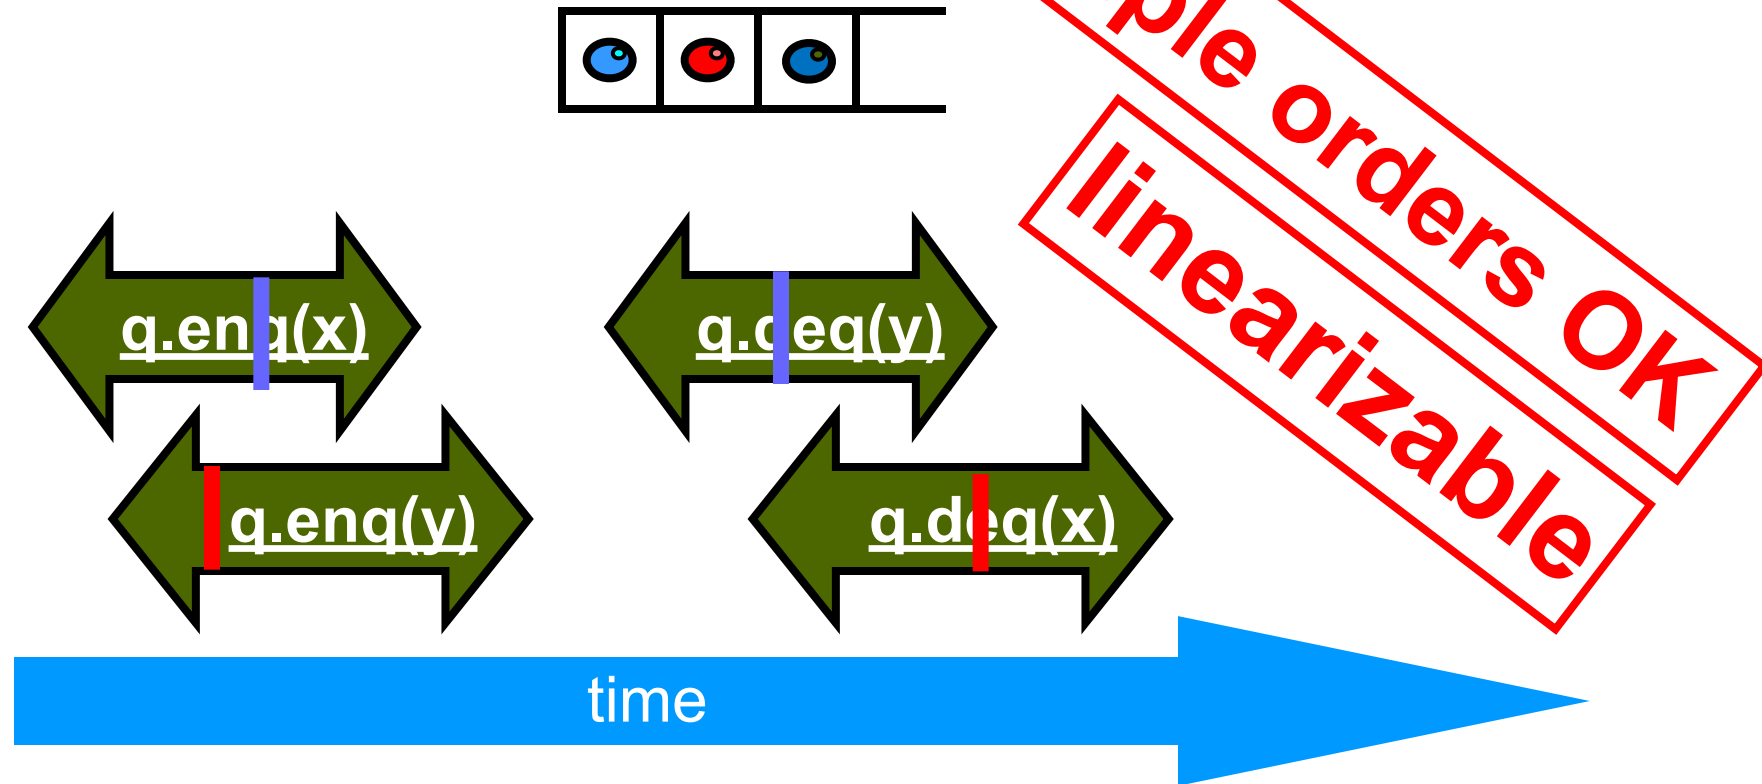 ple orders OK
linearizable
q.enq(x)
q.deq(y)
q.enq(y)
q.deq(x)
time